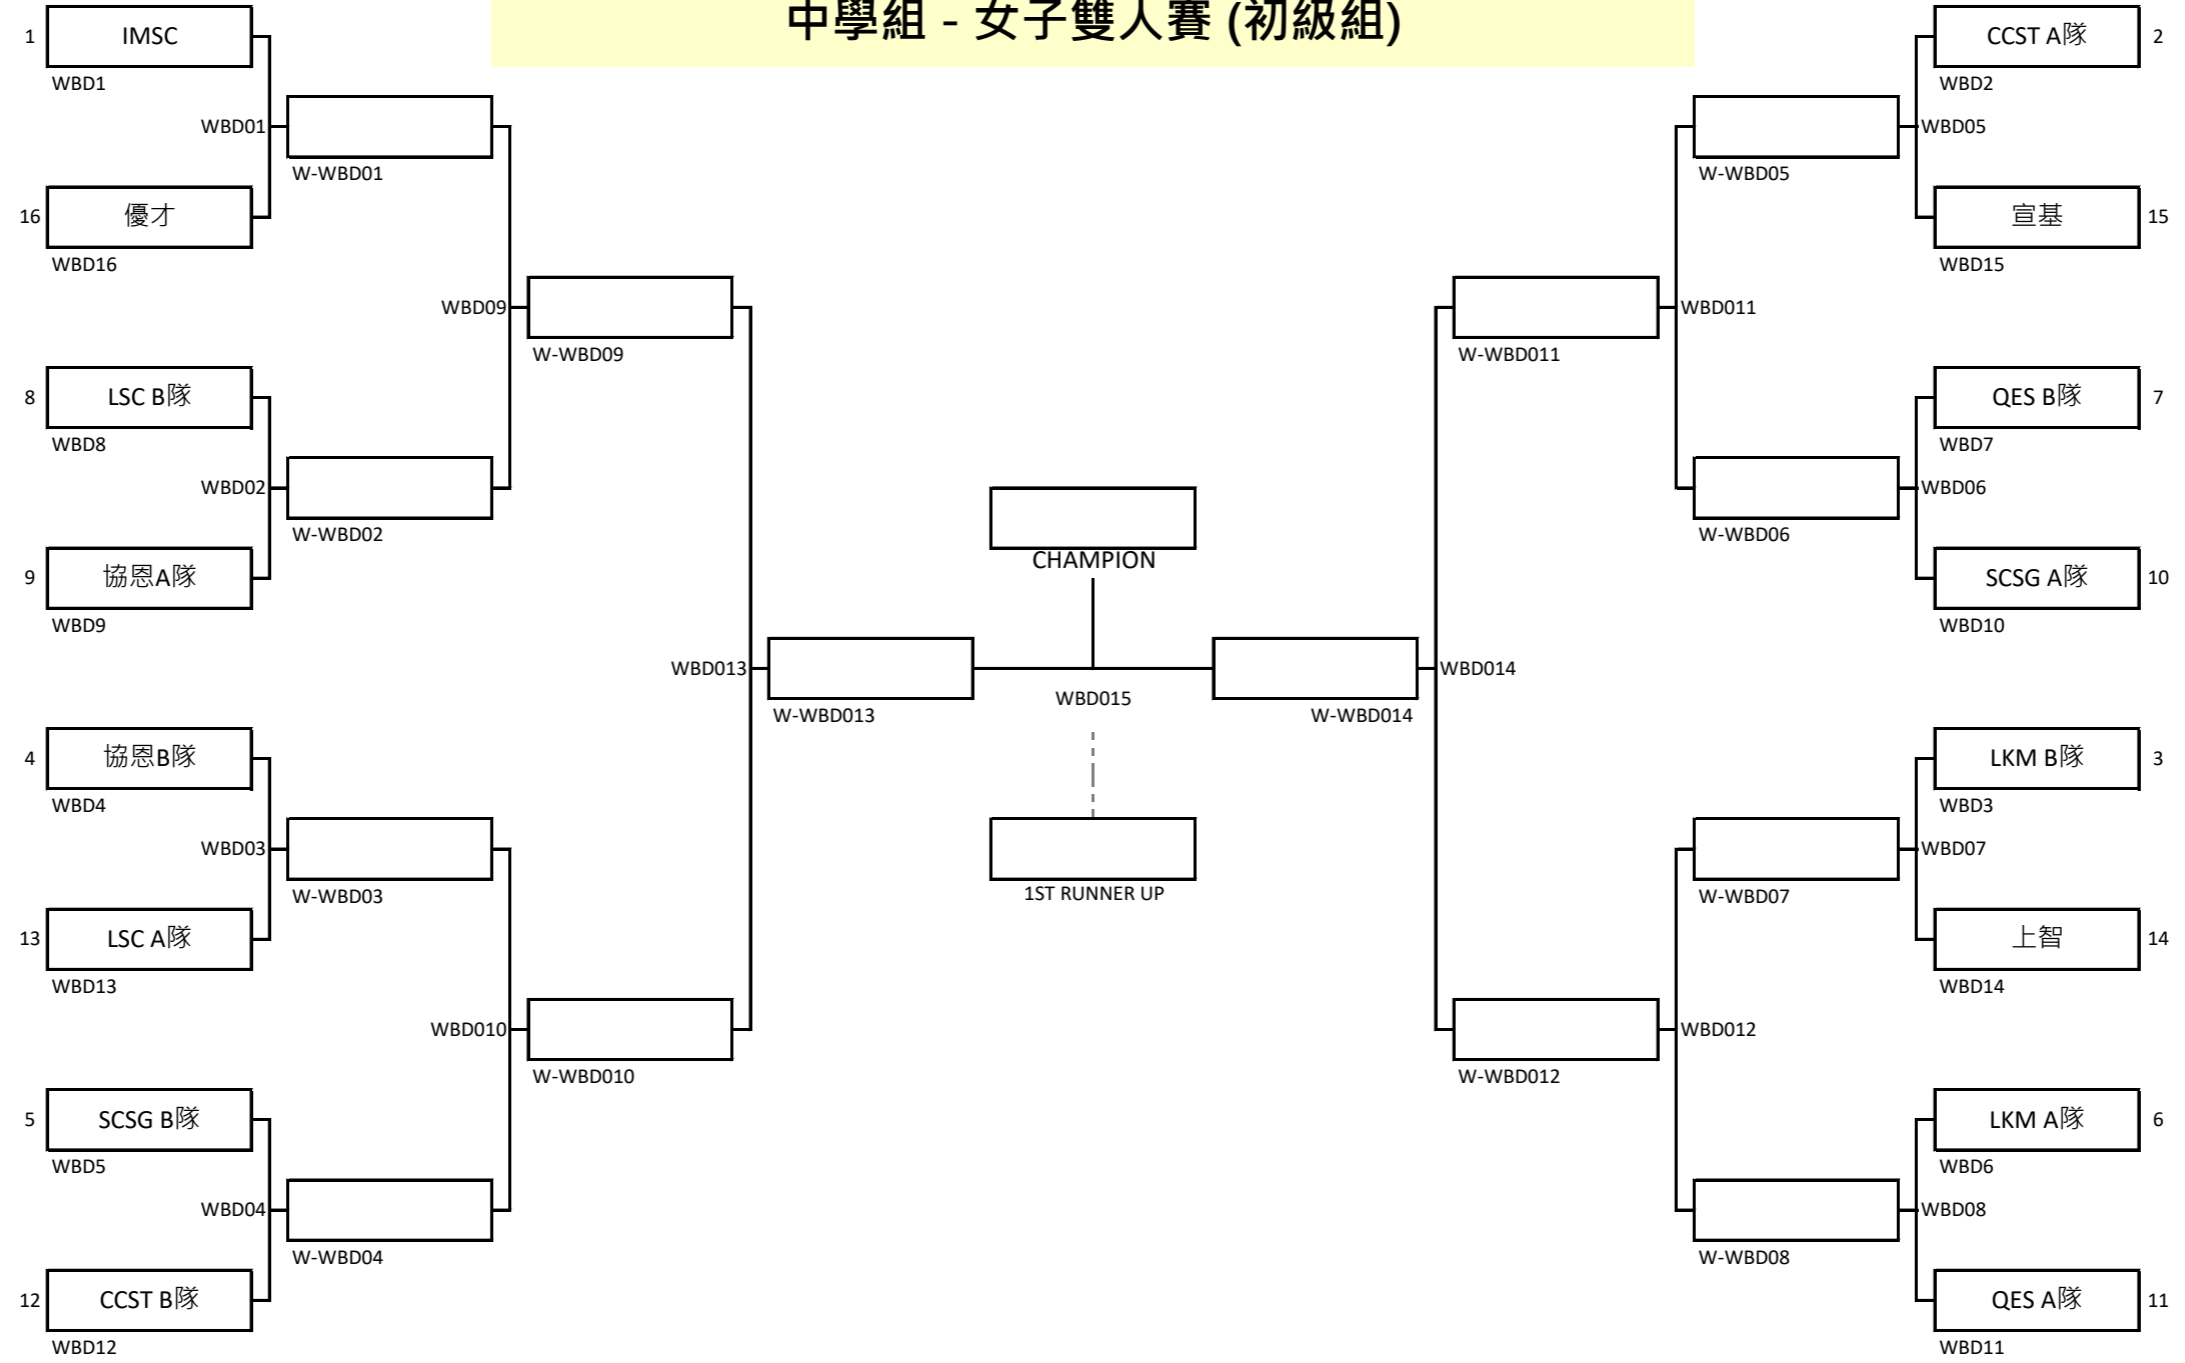 中學組 - 女子雙人賽 (初級組)
1 IMSC
WBD1
WBD01
W-WBD01
16 優才
WBD16
WBD09
W-WBD09
8 LSC B隊
WBD8
WBD02
W-WBD02
9 協恩A隊
WBD9
WBD013
W-WBD013
4 協恩B隊
WBD4
WBD03
W-WBD03
13 LSC A隊
WBD13
WBD010
W-WBD010
5 SCSG B隊
WBD5
WBD04
W-WBD04
12 CCST B隊
WBD12
CHAMPION
WBD015
1ST RUNNER UP
CCST A隊 2
WBD2
WBD05
W-WBD05
宣基 15
WBD15
WBD011
W-WBD011
QES B隊 7
WBD7
WBD06
W-WBD06
SCSG A隊 10
WBD10
WBD014
W-WBD014
LKM B隊 3
WBD3
WBD07
W-WBD07
上智 14
WBD14
WBD012
W-WBD012
LKM A隊 6
WBD6
WBD08
W-WBD08
QES A隊 11
WBD11